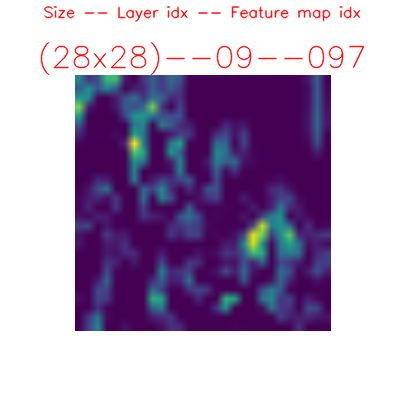 Size -- Layer idx -- Feature map idx
(28x28)--09--097